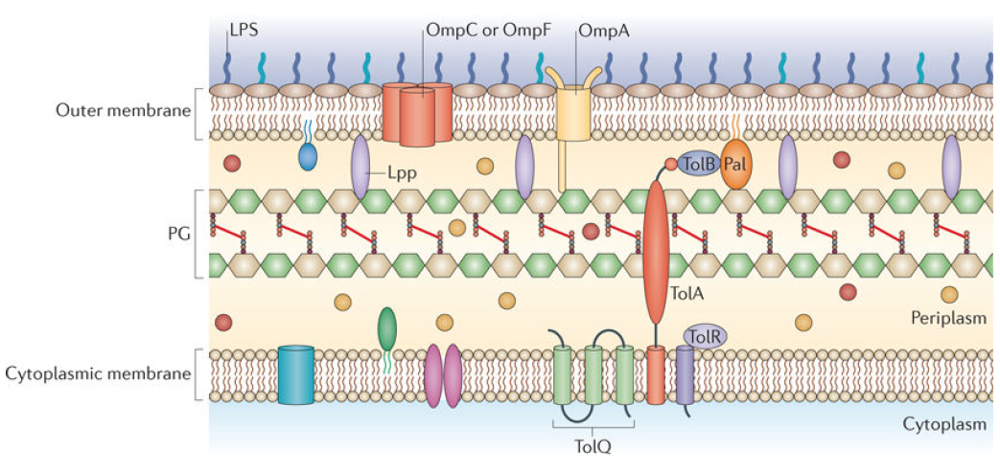 LPS
OmpC or OmpF
OmpA
Outer membrane
TolB
Pal
Lpp
PG
TolA
Periplasm
TolR
Cytoplasmic membrane
Cytoplasm
TolQ